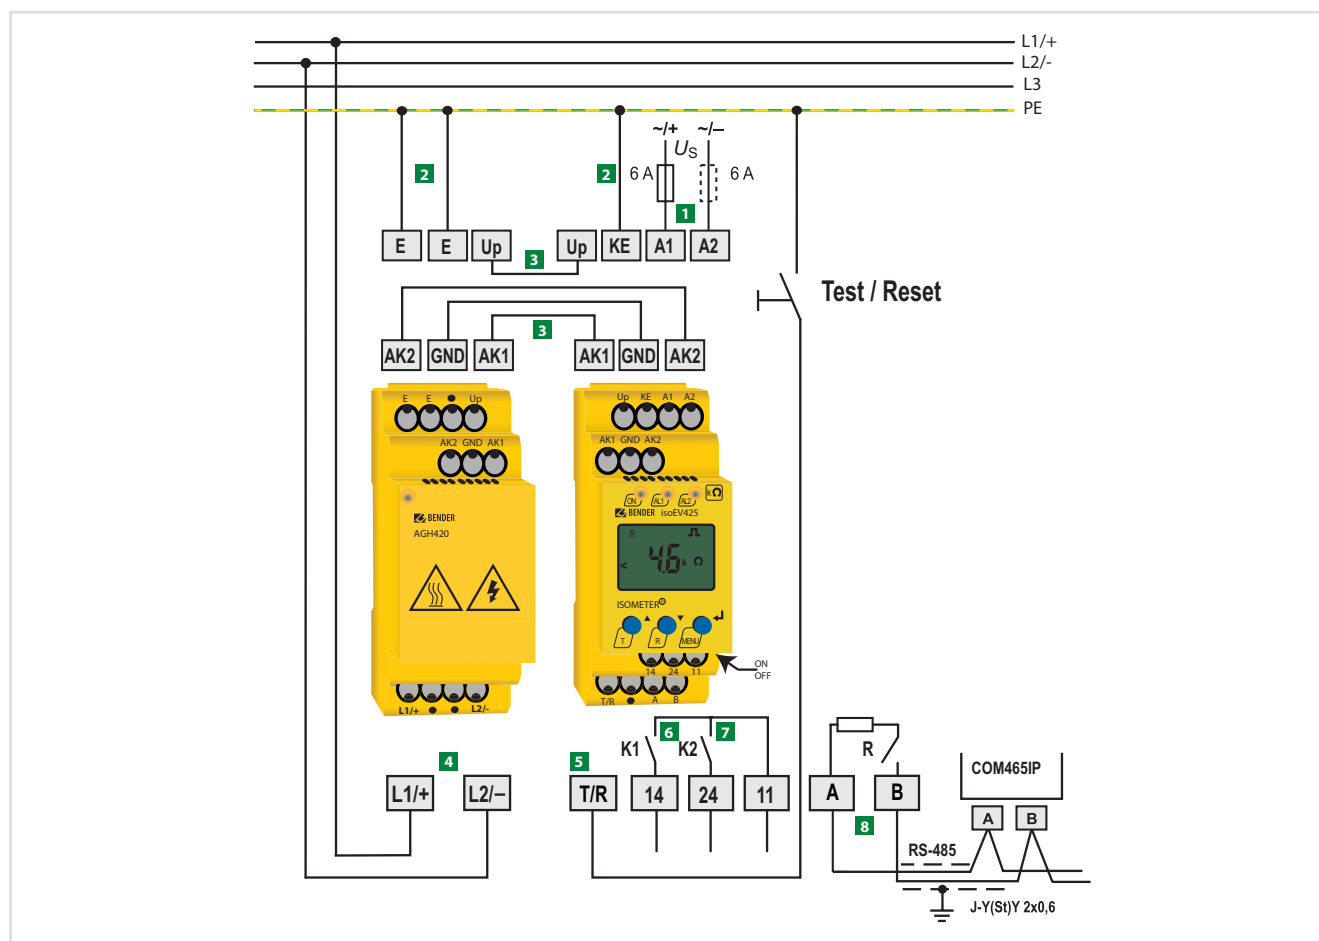 L1/+
L2/-
L3
PE
~/+ ~/–
US
6 A 6 A
2 2 1
E E Up Up KE A1 A2
3
Test / Reset
3
AK2 GND AK1 AK1 GND AK2
E E Up
AK2 GND AK1
BENDER
AGH420
L1/+ L2/-
Up KE A1 A2
AK1 GND AK2
ON AL1 AL2 kΩ
BENDER isoEV425
R
< 4.6 k Ω
ISOMETER®
T R MENU
ON
OFF
14 24 11
T/R A B
4 5 6 7
K1 K2
L1/+ L2/– T/R 14 24 11
R
A B
8
COM465IP
A B
RS-485
J-Y(St)Y 2x0,6